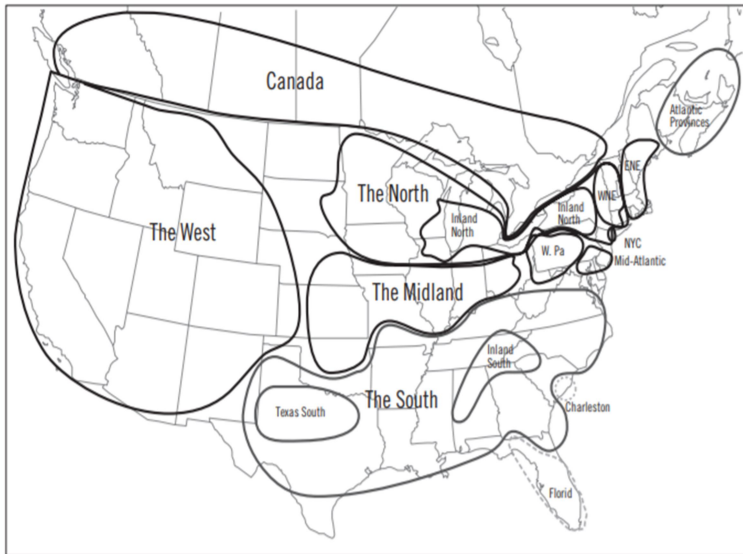 Canada
Atlantic
Provinces
ENE
The North
WNE
Inland
North
Inland
North
The West
W. Pa
NYC
Mid-Atlantic
The Midland
Inland
South
The South
Texas South
Charleston
Florid